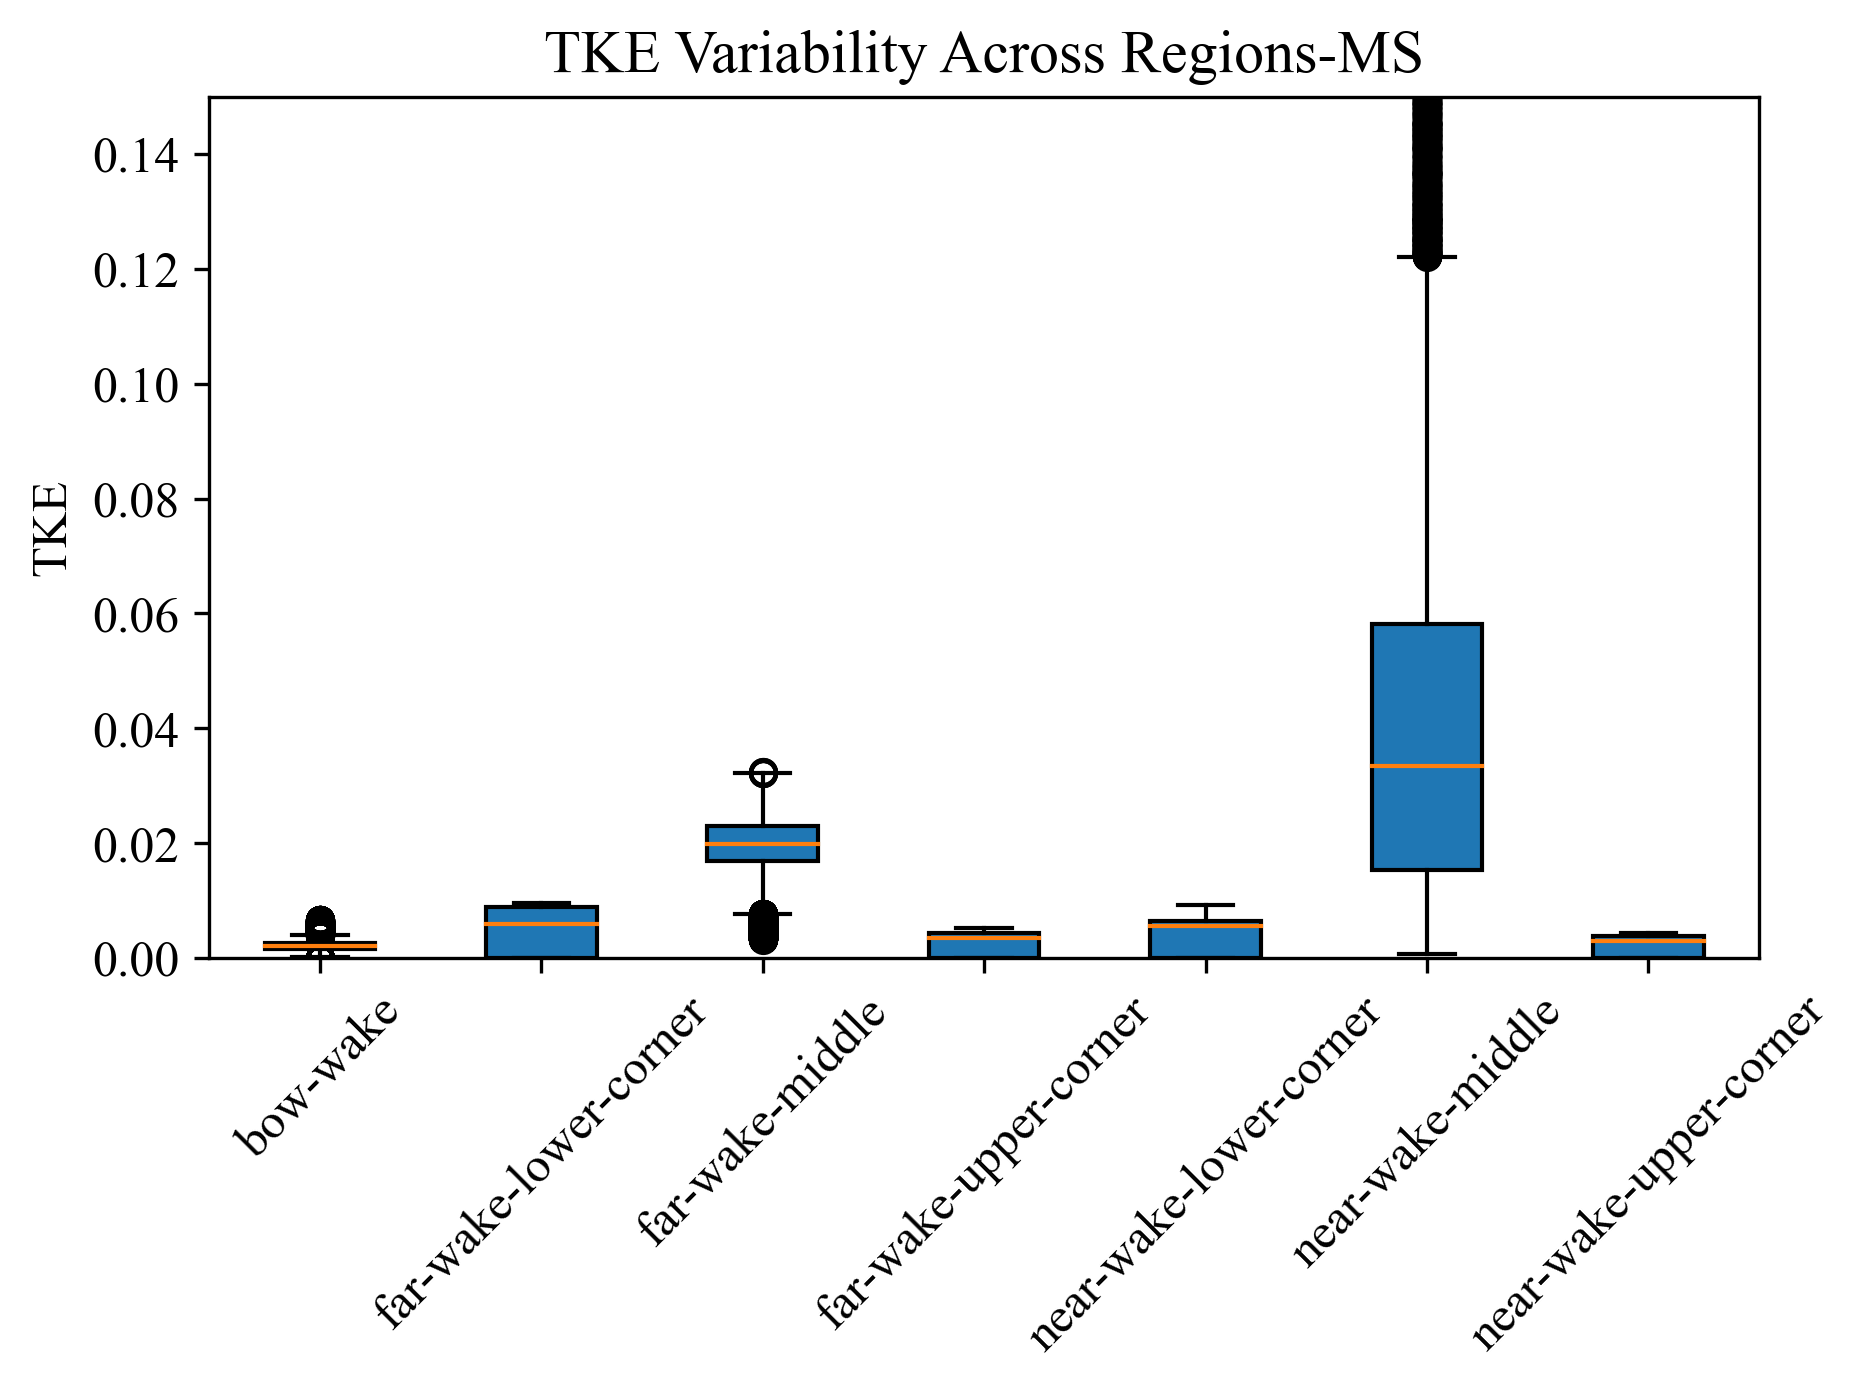 TKE Variability Across Regions-MS
0.14
0.12
0.10
0.08
0.06
0.04
0.02
0.00
TKE
bow-wake
far-wake-lower-corner
far-wake-middle
far-wake-upper-corner
near-wake-lower-corner
near-wake-middle
near-wake-upper-corner